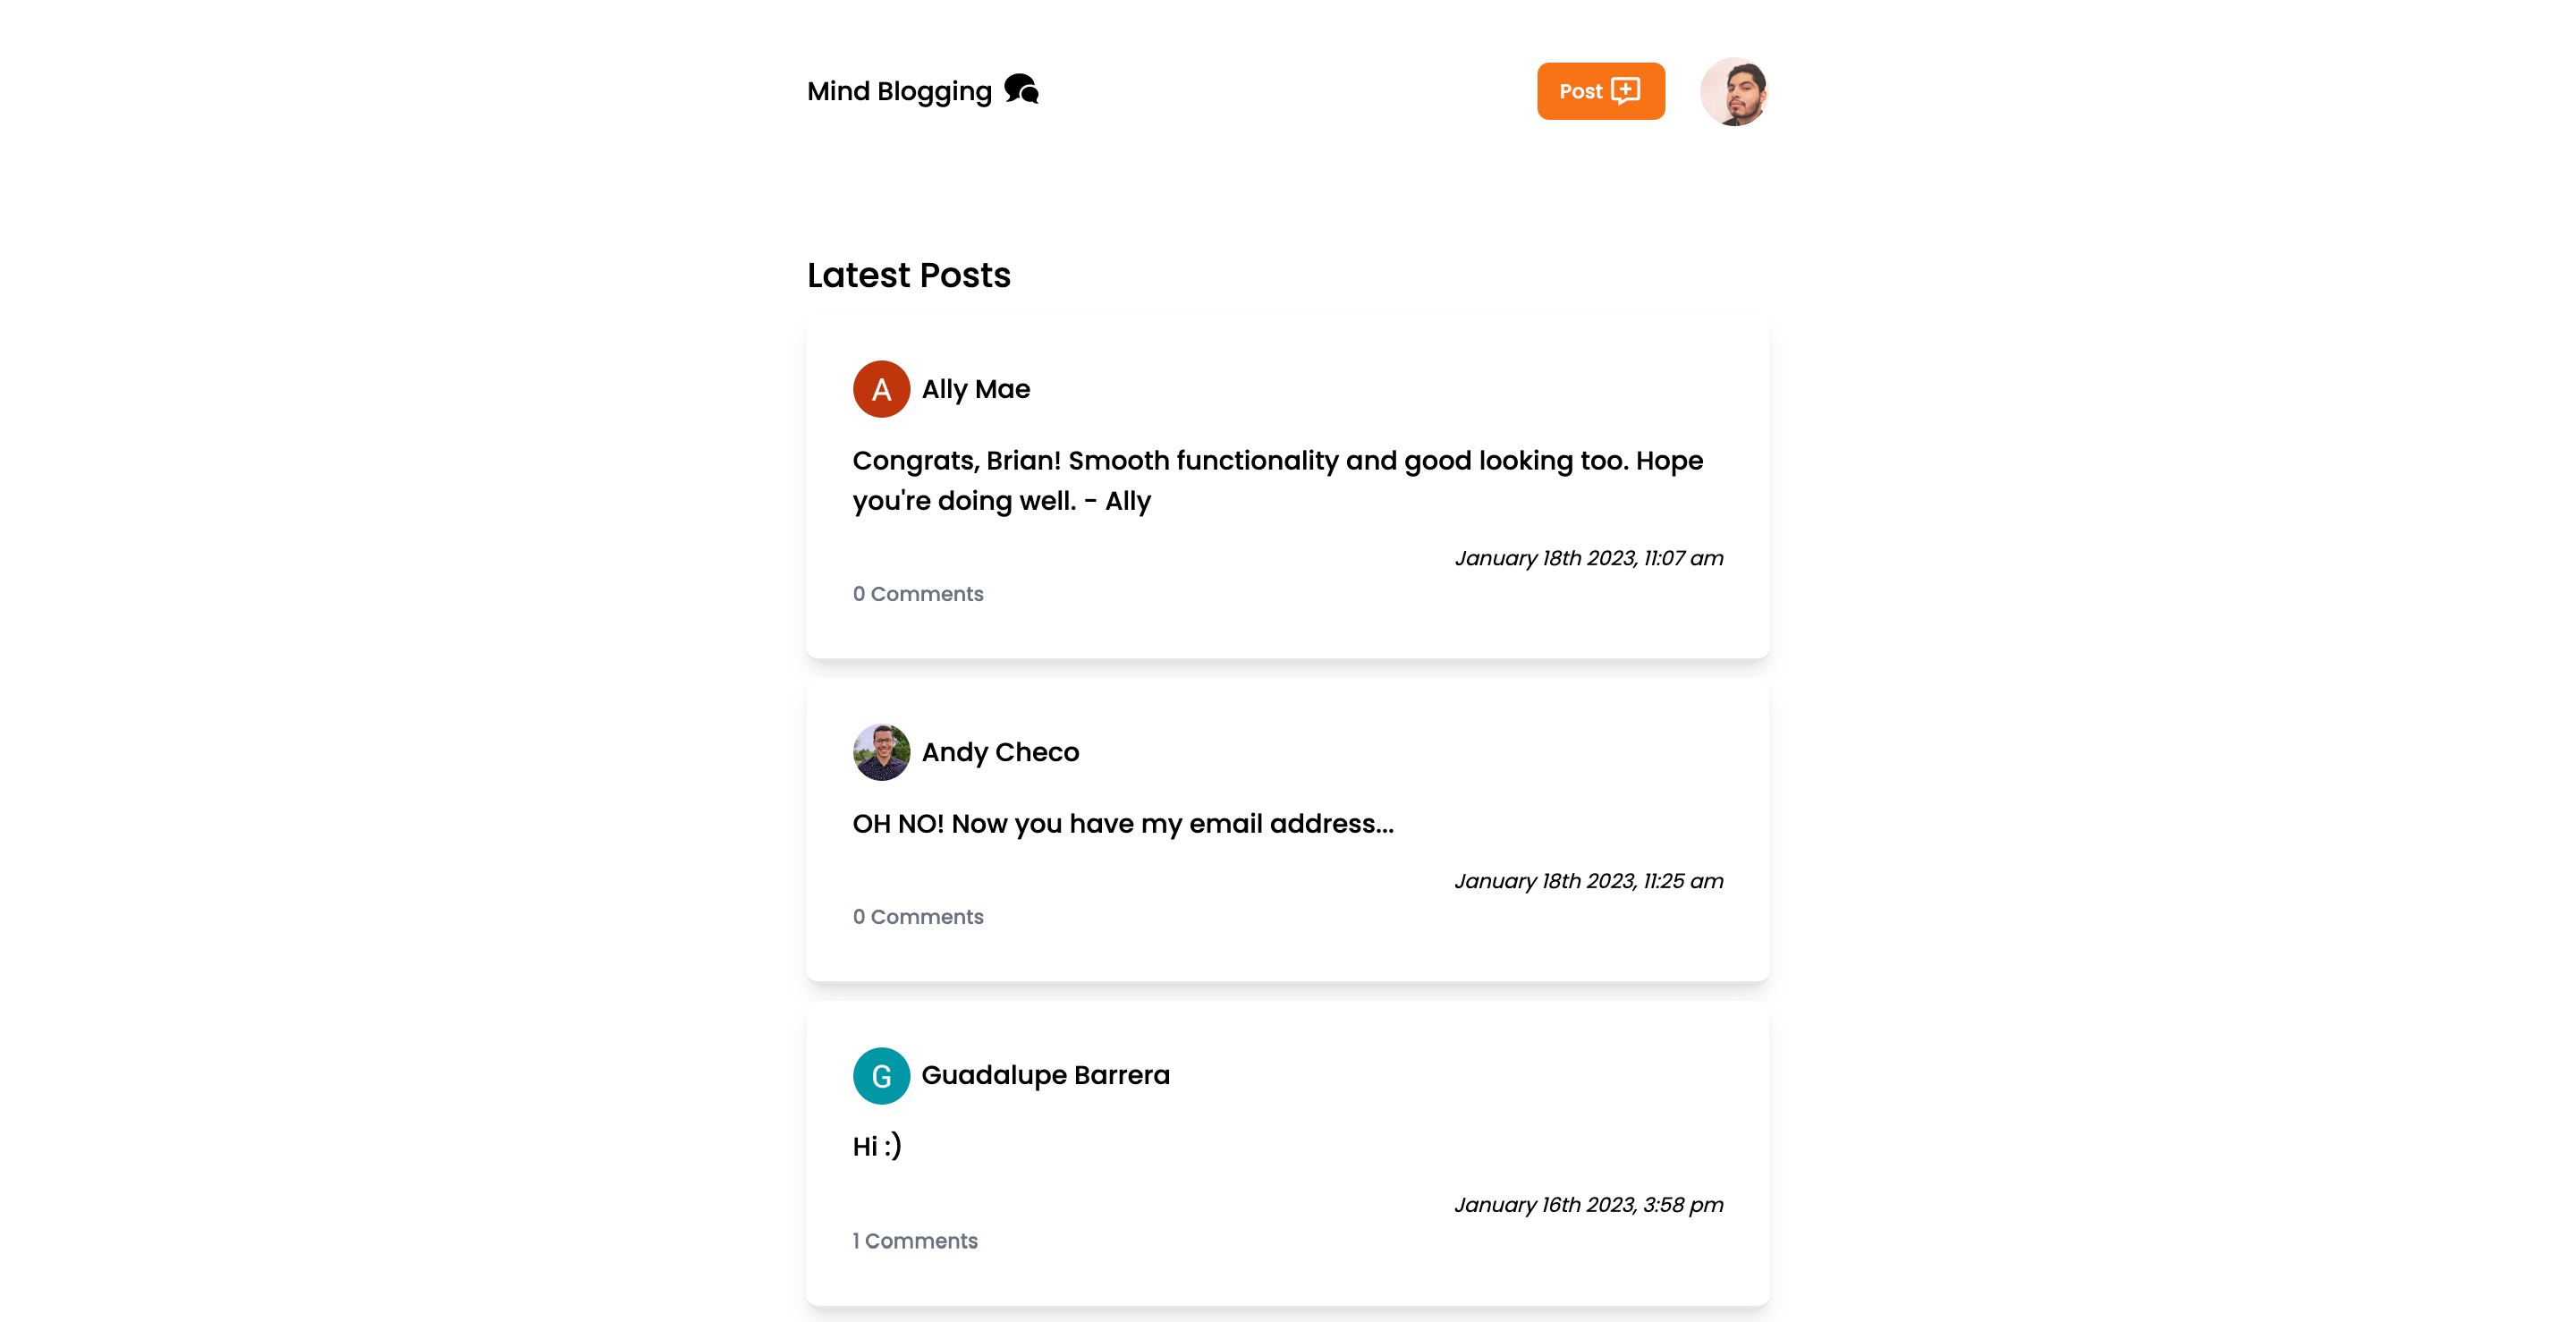 Mind Blogging
Post
Latest Posts
A
Ally Mae
Congrats, Brian! Smooth functionality and good looking too. Hope
you're doing well. - Ally
January 18th 2023, 11:07 am
0 Comments
Andy Checo
OH NO! Now you have my email address...
January 18th 2023, 11:25 am
0 Comments
G
Guadalupe Barrera
Hi :)
January 16th 2023, 3:58 pm
1 Comments